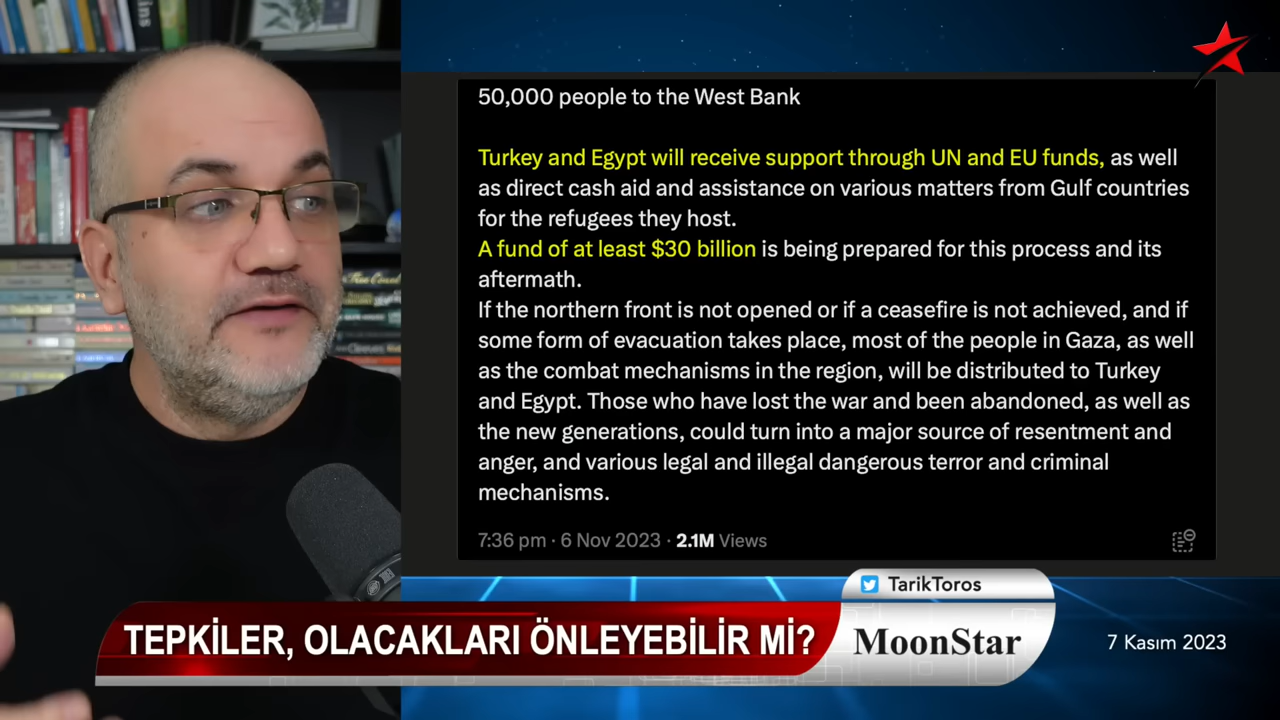 50,000 people to the West Bank
Turkey and Egypt will receive support through UN and EU funds, as well
as direct cash aid and assistance on various matters from Gulf countries
for the refugees they host.
A fund of at least $30 billion is being prepared for this process and its
aftermath.
If the northern front is not opened or if a ceasefire is not achieved, and if
some form of evacuation takes place, most of the people in Gaza, as well
as the combat mechanisms in the region, will be distributed to Turkey
and Egypt. Those who have lost the war and been abandoned, as well as
the new generations, could turn into a major source of resentment and
anger, and various legal and illegal dangerous terror and criminal
mechanisms.
7:36 pm · 6 Nov 2023 · 2.1M Views
TarikToros
TEPKİLER, OLACAKLARI ÖNLEYEBİLİR Mİ?
MoonStar
7 Kasım 2023